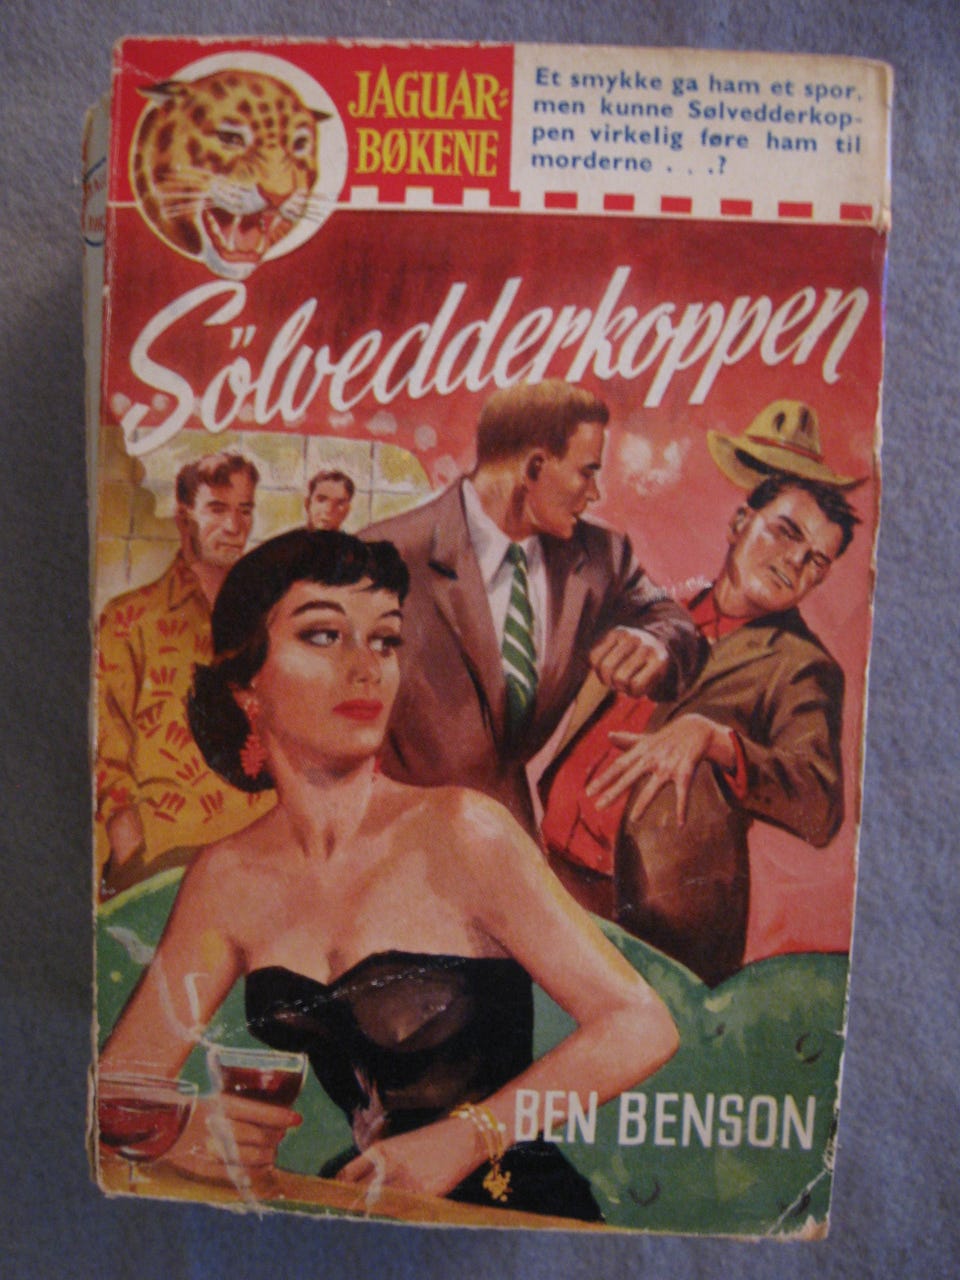 JAGUAR-
BØKENE
Et smykke ga ham et spor,
men kunne Sølvedderkop-
pen virkelig føre ham til
morderne . . .?
Sölvedderkoppen
BEN BENSON